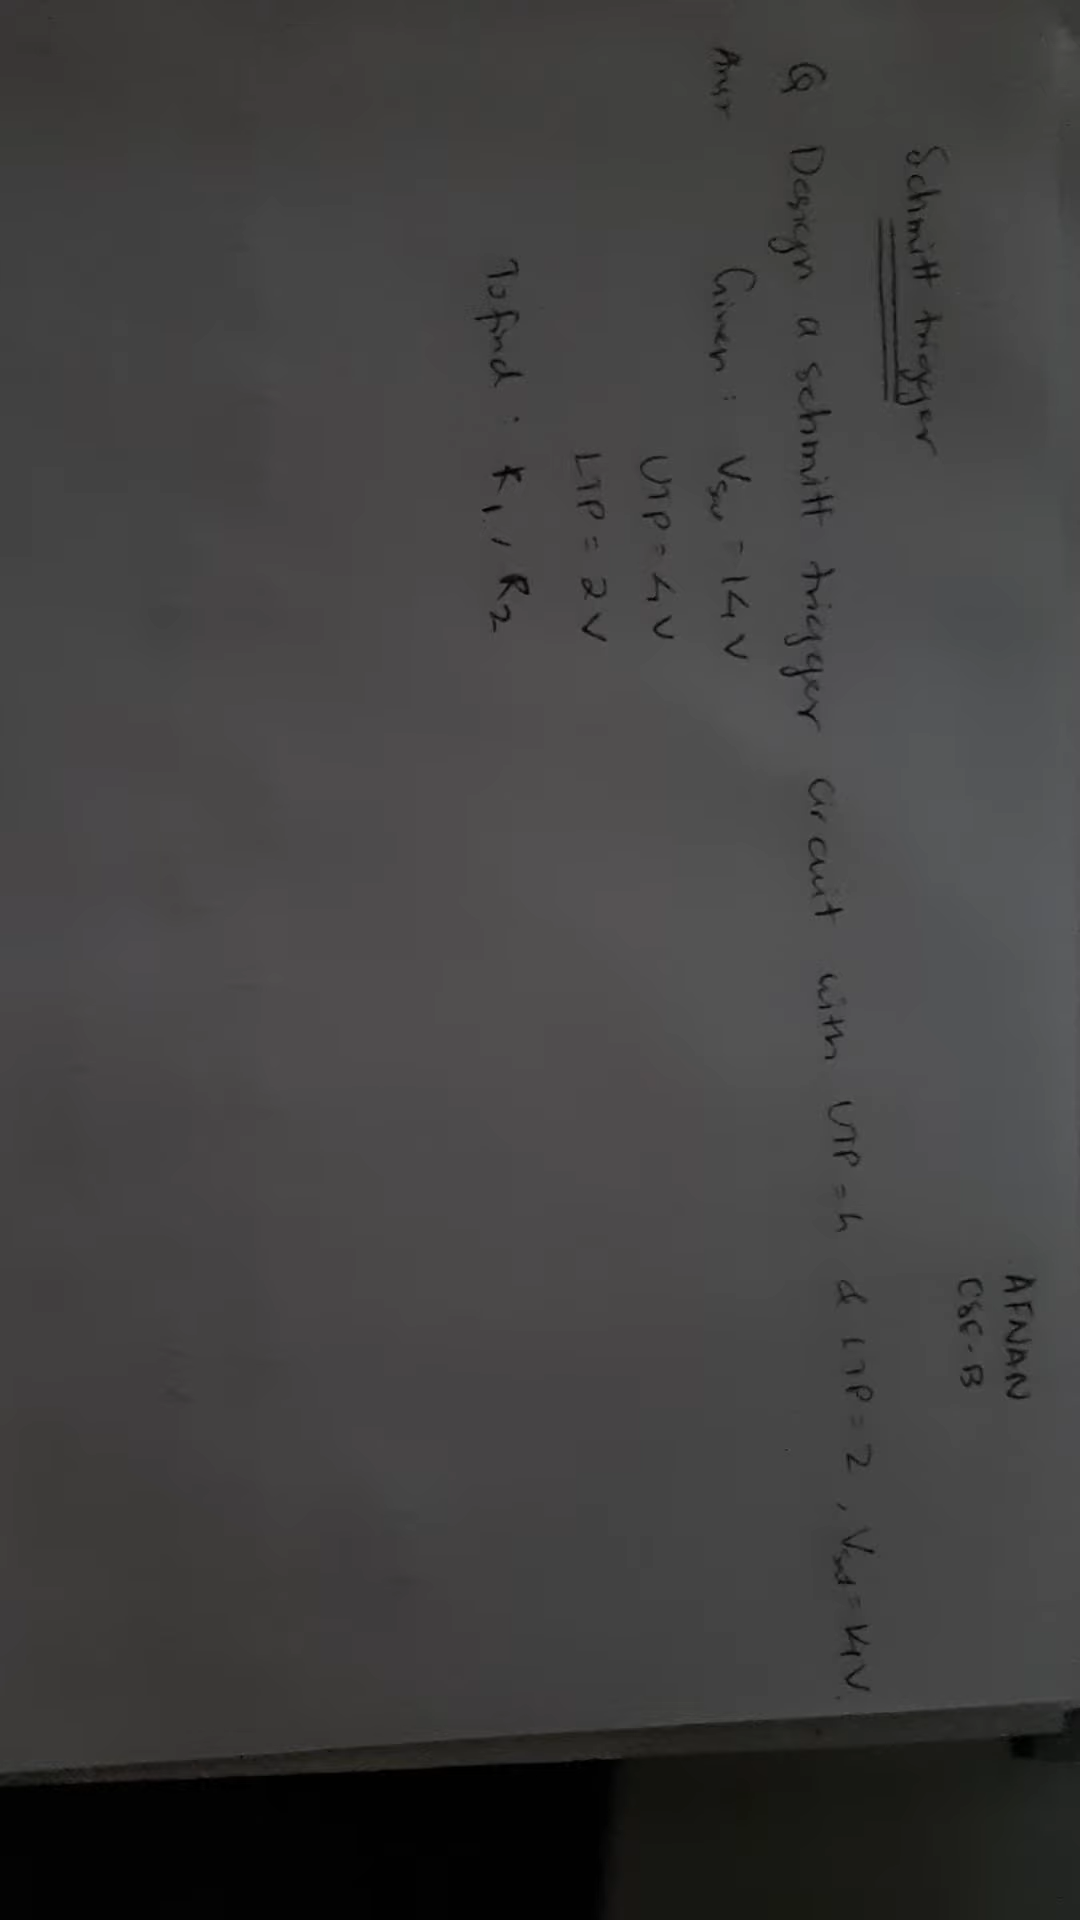 AFNAN
CSE-B
Schmitt trigger
Q Design a schmitt trigger circuit with UTP = 4 & LTP = 2 , Vsat = 14V.
Ansr Given : Vsat = 14 V
UTP = 4 V
LTP = 2 V
To find : R1, R2